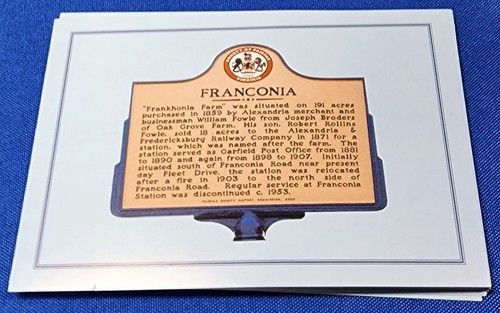 FRANCONIA
"Frankhonia Farm" was situated on 191 acres
purchased in 1859 by Alexandria merchant and
businessman William Fowle from Joseph Broders
of Oak Grove Farm. His son, Robert Rollins
Fowle, sold 18 acres to the Alexandria &
Fredericksburg Railway Company in 1871 for a
station, which was named after the farm. The
station served as Garfield Post Office from 1881
to 1890 and again from 1898 to 1907. Initially
situated south of Franconia Road near present
day Fleet Drive, the station was relocated
after a fire in 1903 to the north side of
Franconia Road. Regular service at Franconia
Station was discontinued c. 1953.
FAIRFAX COUNTY HISTORY COMMISSION,